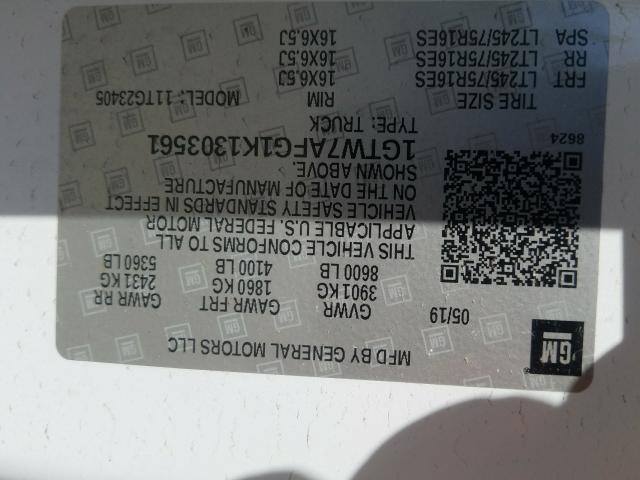 GM
MFD BY GENERAL MOTORS LLC
05/19
GVWR GAWR FRT GAWR RR
3901 KG 1860 KG 2431 KG
8600 LB 4100 LB 5360 LB
THIS VEHICLE CONFORMS TO ALL
APPLICABLE U.S. FEDERAL MOTOR
VEHICLE SAFETY STANDARDS IN EFFECT
ON THE DATE OF MANUFACTURE
SHOWN ABOVE.
1GTW7AFG1K1303561
8624
TYPE: TRUCK
MODEL: 11TG23405
TIRE SIZE RIM
FRT LT245/75R16ES 16X6.5J
RR LT245/75R16ES 16X6.5J
SPA LT245/75R16ES 16X6.5J